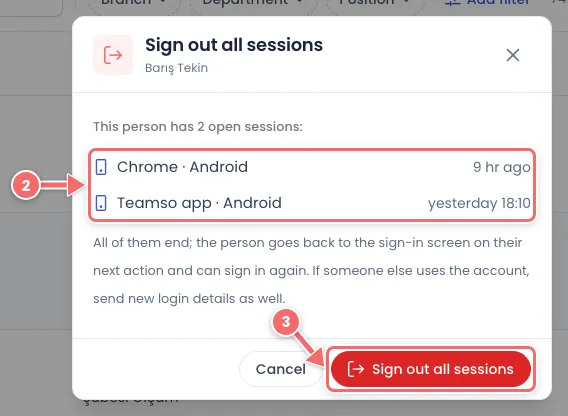 Branch
Department
Position
Add filter
Sign out all sessions
Barış Tekin
This person has 2 open sessions:
2
Chrome · Android
9 hr ago
Teamso app · Android
yesterday 18:10
All of them end; the person goes back to the sign-in screen on their
next action and can sign in again. If someone else uses the account,
send new login details as well.
3
Cancel
Sign out all sessions